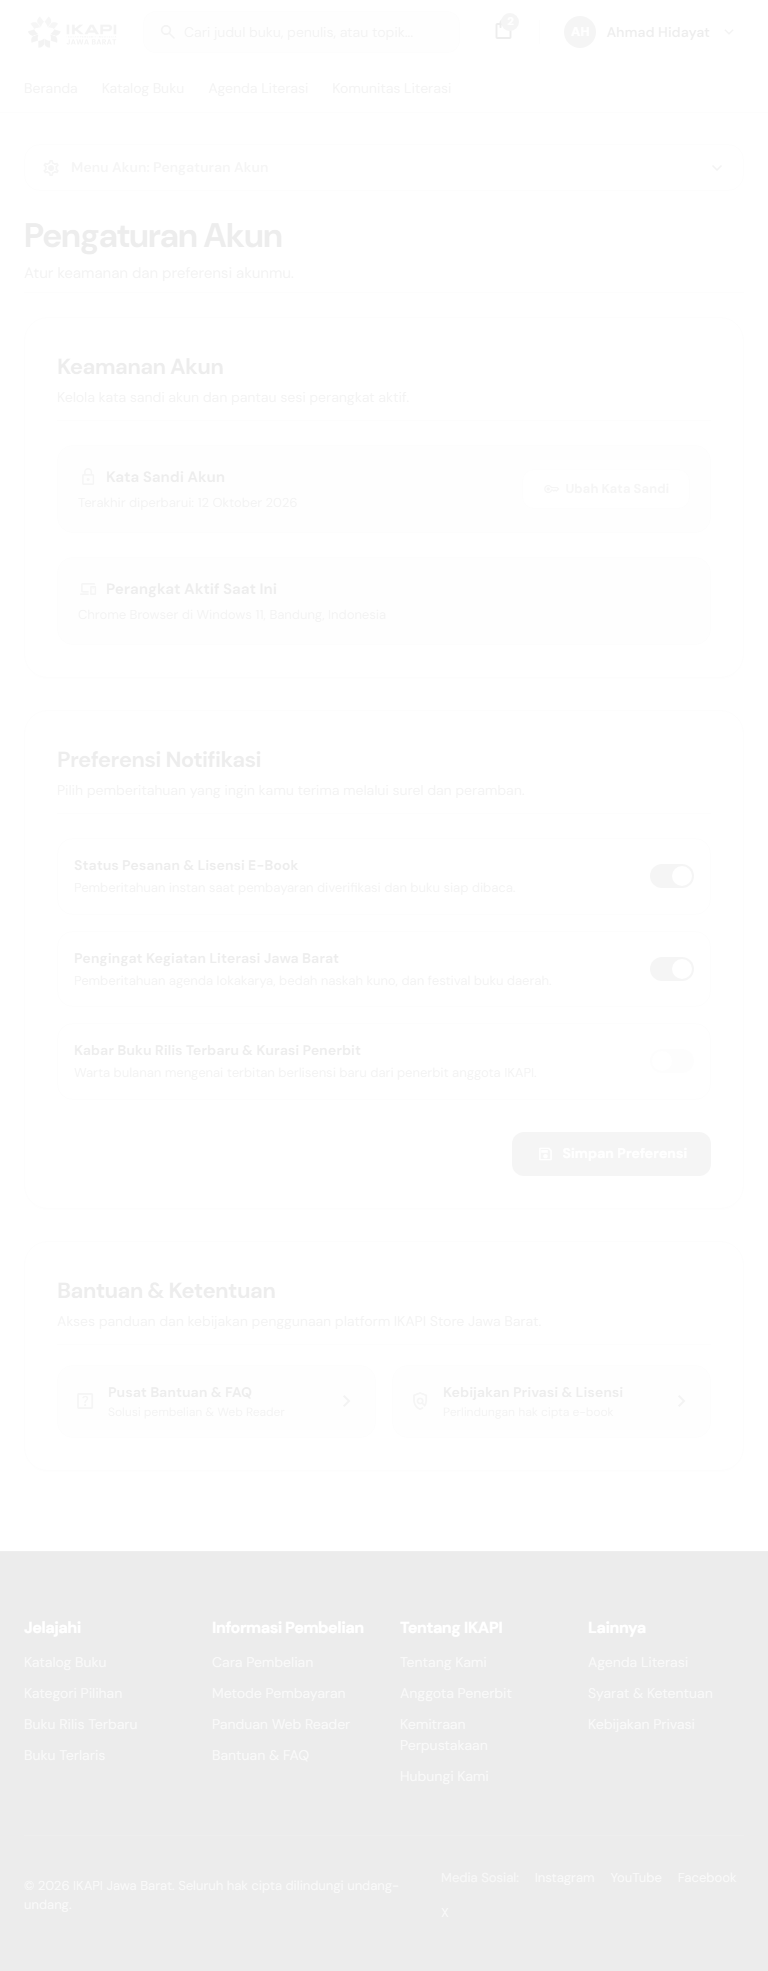 IKAPI
JAWA BARAT
Cari judul buku, penulis, atau topik...
2
AH
Ahmad Hidayat
Beranda
Katalog Buku
Agenda Literasi
Komunitas Literasi
Menu Akun: Pengaturan Akun
Pengaturan Akun
Atur keamanan dan preferensi akunmu.
Keamanan Akun
Kelola kata sandi akun dan pantau sesi perangkat aktif.
Kata Sandi Akun
Terakhir diperbarui: 12 Oktober 2026
Ubah Kata Sandi
Perangkat Aktif Saat Ini
Chrome Browser di Windows 11, Bandung, Indonesia
Preferensi Notifikasi
Pilih pemberitahuan yang ingin kamu terima melalui surei dan peramban.
Status Pesanan & Lisensi E-Book
Pemberitahuan instan saat pembayaran diverifikasi dan buku siap dibaca.
Pengingat Kegiatan Literasi Jawa Barat
Pemberitahuan agenda lokakarya, bedah naskah kuno, dan festival buku daerah.
Kabar Buku Rilis Terbaru & Kurasi Penerbit
Warta bulanan mengenai terbitan berlisensi baru dari penerbit anggota IKAPI.
Simpan Preferensi
Bantuan & Ketentuan
Akses panduan dan kebijakan penggunaan platform IKAPI Store Jawa Barat.
Pusat Bantuan & FAQ
Solusi pembelian & Web Reader
Kebijakan Privasi & Lisensi
Perlindungan hak cipta e-book
Jelajahi
Katalog Buku
Kategori Pilihan
Buku Rilis Terbaru
Buku Terlaris
Informasi Pembelian
Cara Pembelian
Metode Pembayaran
Panduan Web Reader
Bantuan & FAQ
Tentang IKAPI
Tentang Kami
Anggota Penerbit
Kemitraan
Perpustakaan
Hubungi Kami
Lainnya
Agenda Literasi
Syarat & Ketentuan
Kebijakan Privasi
© 2026 IKAPI Jawa Barat. Seluruh hak cipta dilindungi undang-
undang.
Media Sosial:
Instagram
YouTube
Facebook
X